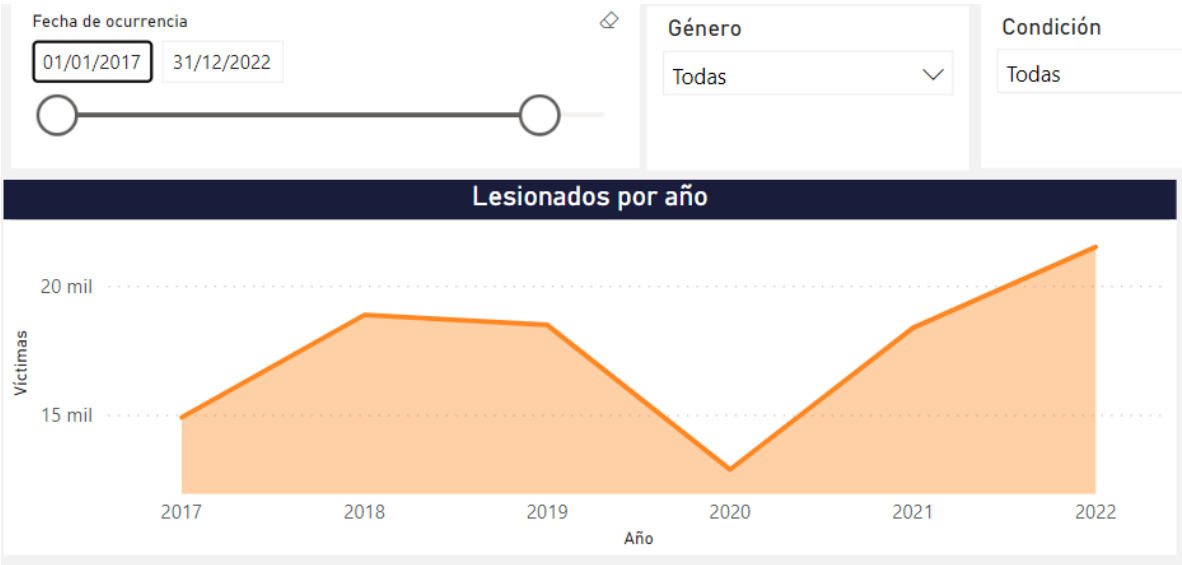 Fecha de ocurrencia
01/01/2017 31/12/2022
Género
Todas
Condición
Todas
Lesionados por año
20 mil
15 mil
Víctimas
2017 2018 2019 2020 2021 2022
Año